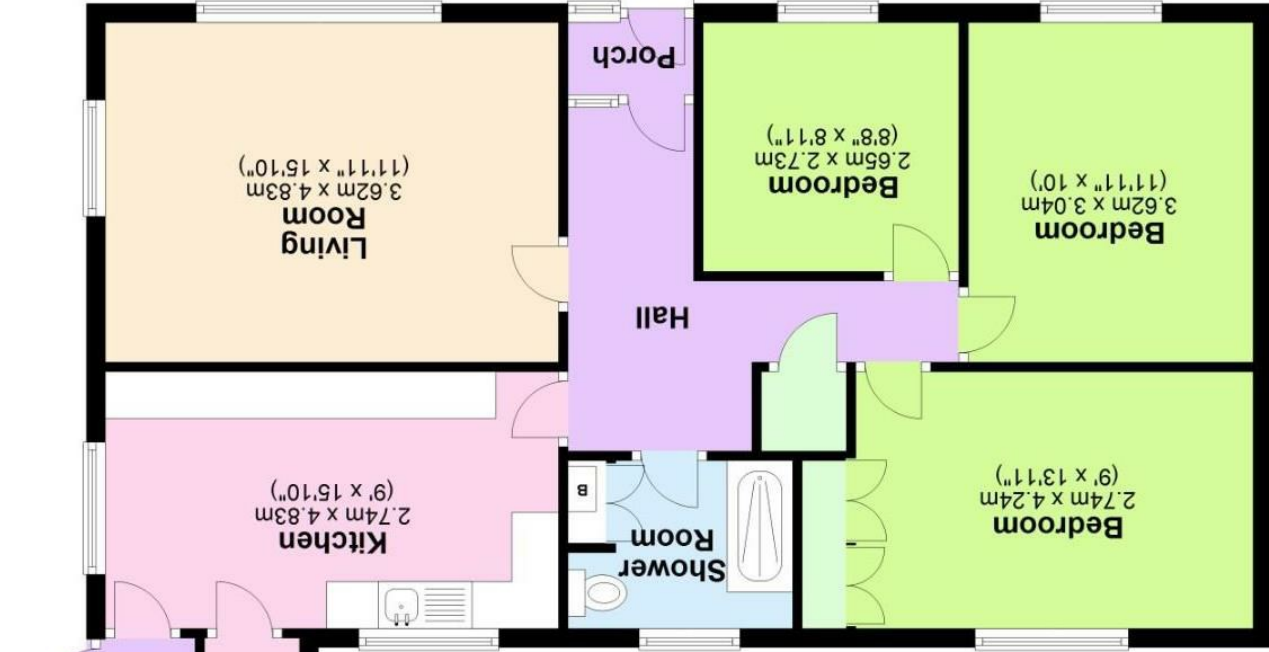 Bedroom
2.74m x 4.24m
(9' x 13'11")
Shower
Room
B
Kitchen
2.74m x 4.83m
(9' x 15'10")
Hall
Bedroom
3.62m x 3.04m
(11'11" x 10')
Bedroom
2.65m x 2.73m
(8'8" x 8'11")
Living
Room
3.62m x 4.83m
(11'11" x 15'10")
Porch